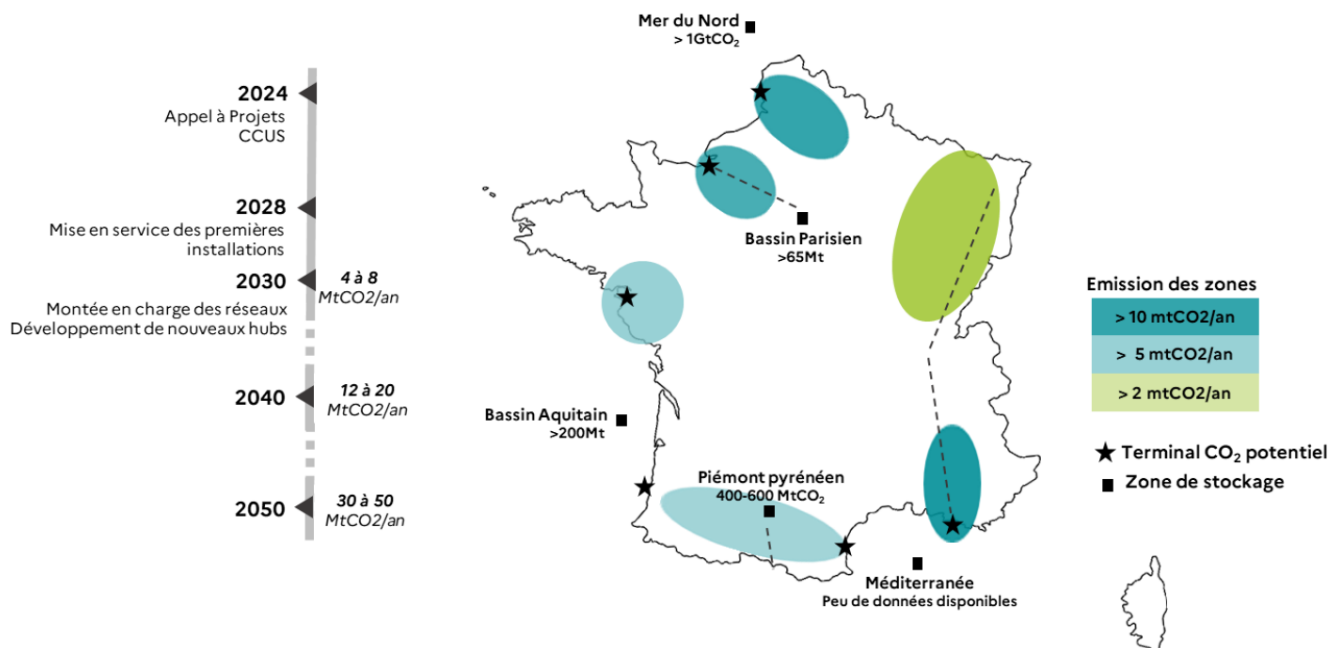 2024
Appel à Projets
CCUS
2028
Mise en service des premières
installations
2030
4 à 8
MtCO2/an
Montée en charge des réseaux
Développement de nouveaux hubs
2040
12 à 20
MtCO2/an
2050
30 à 50
MtCO2/an
Mer du Nord
> 1GtCO₂
Bassin Parisien
>65Mt
Bassin Aquitain
>200Mt
Piémont pyrénéen
400-600 MtCO₂
Méditerranée
Peu de données disponibles
Emission des zones
> 10 mtCO2/an
> 5 mtCO2/an
> 2 mtCO2/an
Terminal CO₂ potentiel
Zone de stockage